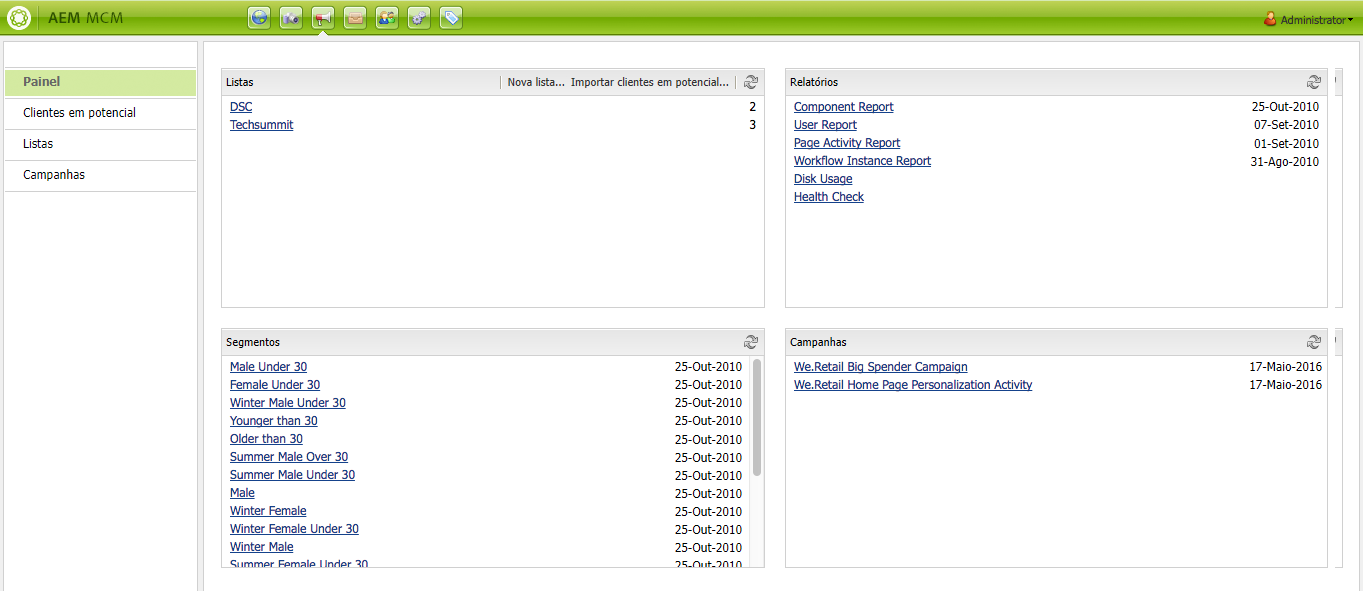 AEM MCM
Administrator
Painel
Clientes em potencial
Listas
Campanhas
Listas Nova lista... Importar clientes em potencial...
DSC 2
Techsummit 3
Relatórios
Component Report 25-Out-2010
User Report 07-Set-2010
Page Activity Report 01-Set-2010
Workflow Instance Report 31-Ago-2010
Disk Usage
Health Check
Segmentos
Male Under 30 25-Out-2010
Female Under 30 25-Out-2010
Winter Male Under 30 25-Out-2010
Younger than 30 25-Out-2010
Older than 30 25-Out-2010
Summer Male Over 30 25-Out-2010
Summer Male Under 30 25-Out-2010
Male 25-Out-2010
Winter Female 25-Out-2010
Winter Female Under 30 25-Out-2010
Winter Male 25-Out-2010
Summer Female Under 30 25-Out-2010
Campanhas
We.Retail Big Spender Campaign 17-Maio-2016
We.Retail Home Page Personalization Activity 17-Maio-2016